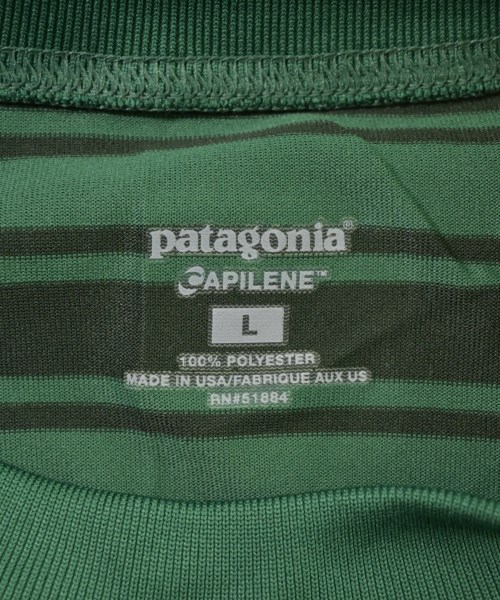 patagonia®
CAPILENE™
L
100% POLYESTER
MADE IN USA/FABRIQUE AUX US
RN#51884